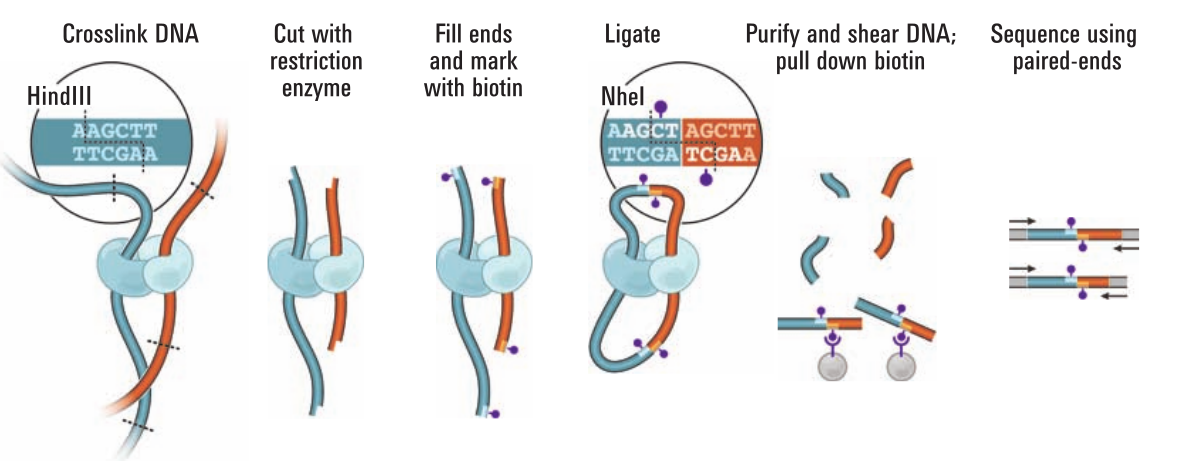 Crosslink DNA
Cut with
restriction
enzyme
Fill ends
and mark
with biotin
Ligate
Purify and shear DNA;
pull down biotin
Sequence using
paired-ends
HindIII
AAGCTT
TTCGAA
NheI
AAGCT AGCTT
TTCGA TCGAA